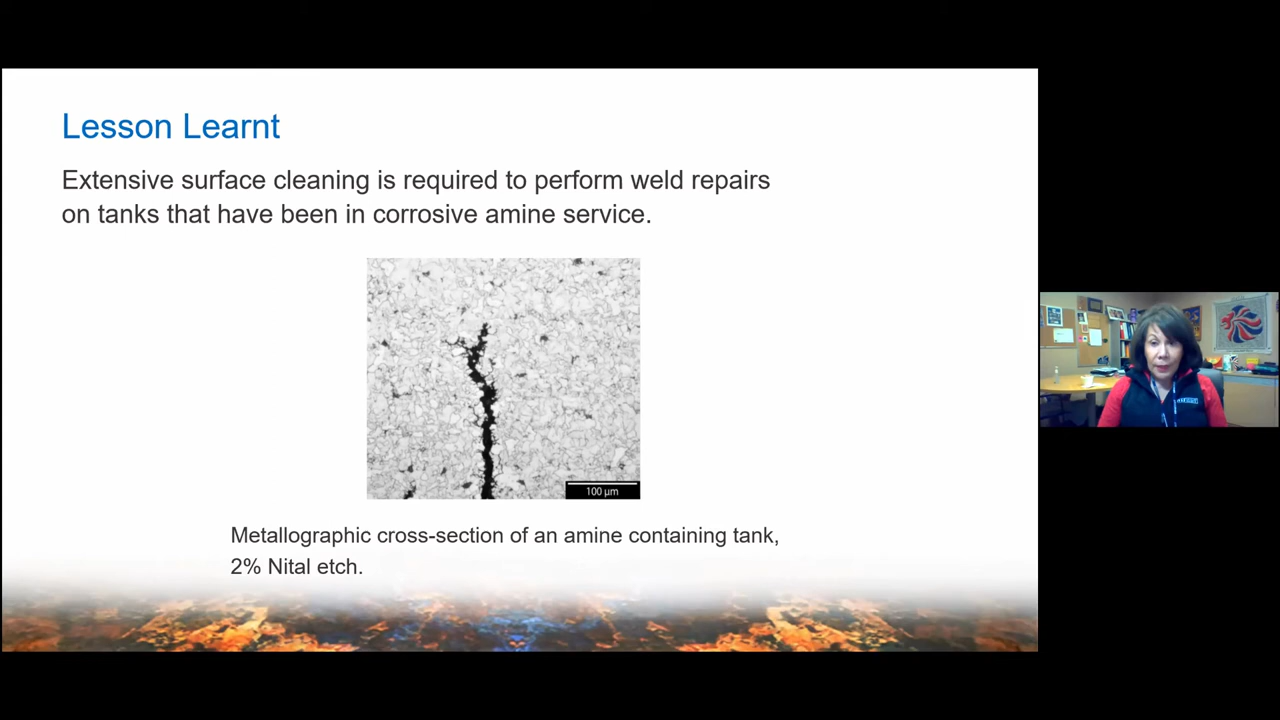 Lesson Learnt
Extensive surface cleaning is required to perform weld repairs
on tanks that have been in corrosive amine service.
100 µm
Metallographic cross-section of an amine containing tank,
2% Nital etch.